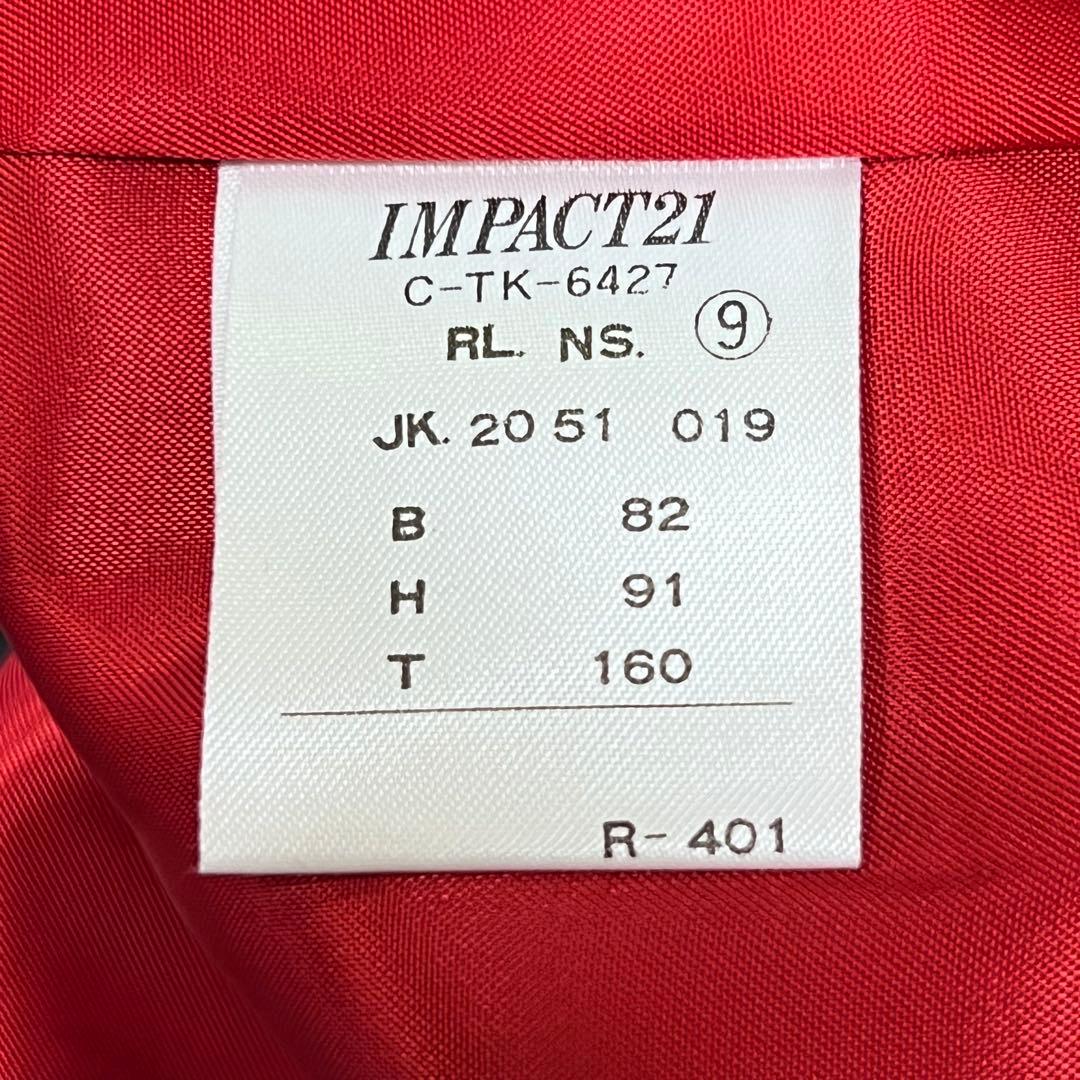 IMPACT21
C-TK-6427
RL. NS. ⑨
JK. 20 51 019
B 82
H 91
T 160
R- 401